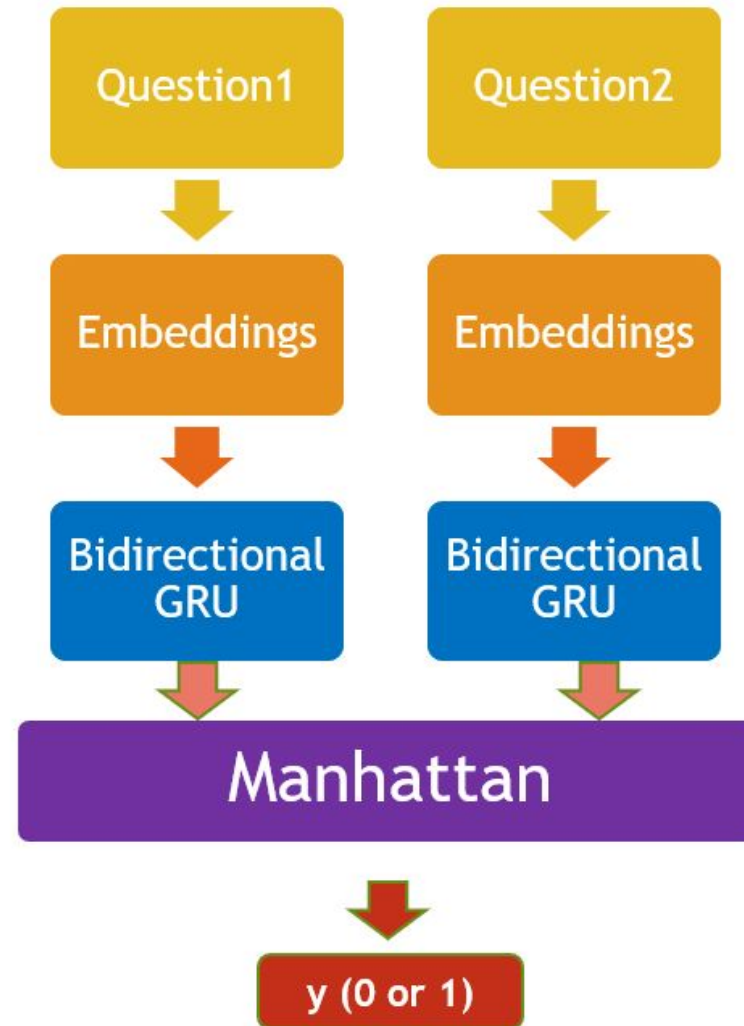 Question1
Question2
Embeddings
Embeddings
Bidirectional
GRU
Bidirectional
GRU
Manhattan
y (0 or 1)